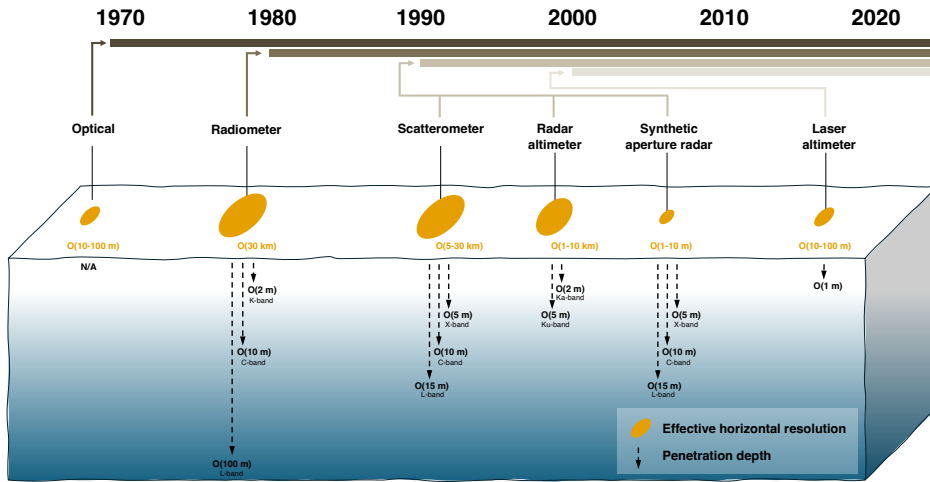 1970 1980 1990 2000 2010 2020
Optical Radiometer Scatterometer Radar altimeter Synthetic aperture radar Laser altimeter
O(10-100 m) O(30 km) O(5-30 km) O(1-10 km) O(1-10 m) O(10-100 m)
N/A
O(2 m)
K-band
O(10 m)
C-band
O(100 m)
L-band
O(5 m)
X-band
O(10 m)
C-band
O(15 m)
L-band
O(2 m)
Ka-band
O(5 m)
Ku-band
O(5 m)
X-band
O(10 m)
C-band
O(15 m)
L-band
O(1 m)
Effective horizontal resolution
Penetration depth